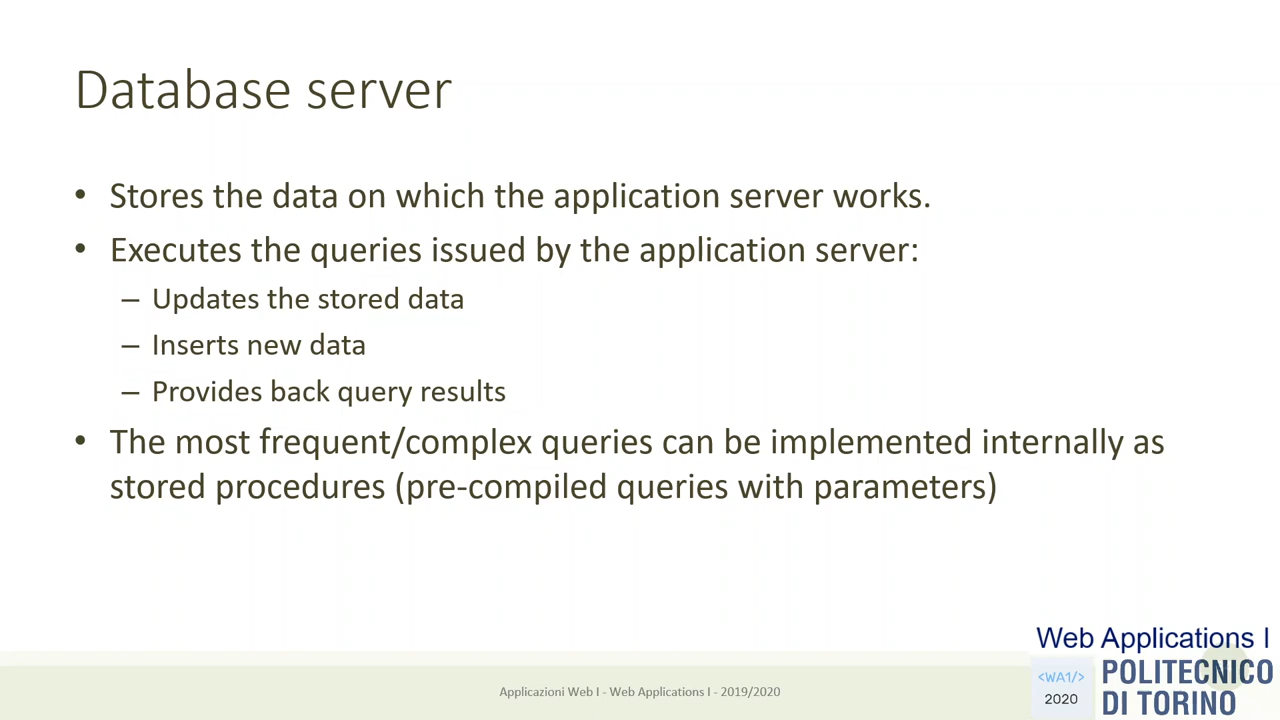 Database server
• Stores the data on which the application server works.
• Executes the queries issued by the application server:
– Updates the stored data
– Inserts new data
– Provides back query results
• The most frequent/complex queries can be implemented internally as
stored procedures (pre-compiled queries with parameters)
Applicazioni Web I - Web Applications I - 2019/2020
Web Applications I
<WA1/>
2020
POLITECNICO
DI TORINO